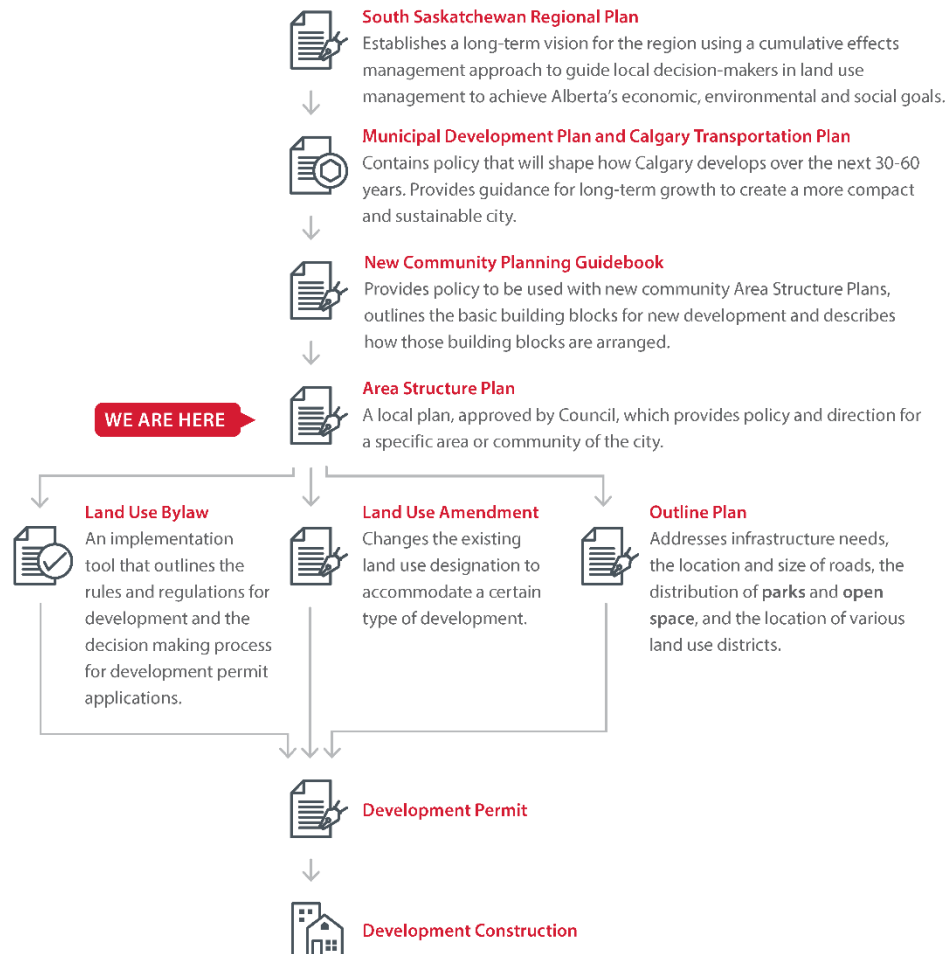 South Saskatchewan Regional Plan
Establishes a long-term vision for the region using a cumulative effects
management approach to guide local decision-makers in land use
management to achieve Alberta's economic, environmental and social goals.
Municipal Development Plan and Calgary Transportation Plan
Contains policy that will shape how Calgary develops over the next 30-60
years. Provides guidance for long-term growth to create a more compact
and sustainable city.
New Community Planning Guidebook
Provides policy to be used with new community Area Structure Plans,
outlines the basic building blocks for new development and describes
how those building blocks are arranged.
WE ARE HERE
Area Structure Plan
A local plan, approved by Council, which provides policy and direction for
a specific area or community of the city.
Land Use Bylaw
An implementation
tool that outlines the
rules and regulations for
development and the
decision making process
for development permit
applications.
Land Use Amendment
Changes the existing
land use designation to
accommodate a certain
type of development.
Outline Plan
Addresses infrastructure needs,
the location and size of roads, the
distribution of parks and open
space, and the location of various
land use districts.
Development Permit
Development Construction